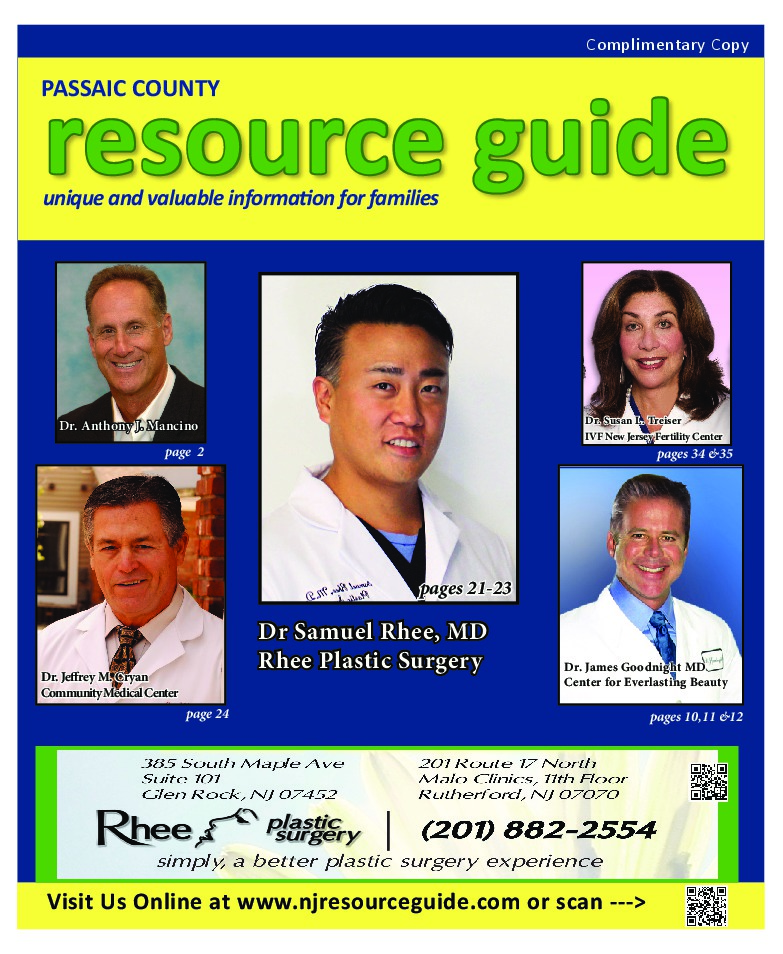 Complimentary Copy
PASSAIC COUNTY
resource guide
unique and valuable information for families
Dr. Anthony J. Mancino
page 2
Dr. Susan L. Treiser
IVF New Jersey Fertility Center
pages 34 &35
pages 21-23
Dr Samuel Rhee, MD
Rhee Plastic Surgery
Dr. Jeffrey M. Cryan
Community Medical Center
page 24
Dr. James Goodnight MD
Center for Everlasting Beauty
pages 10,11 &12
385 South Maple Ave
Suite 101
Glen Rock, NJ 07452
201 Route 17 North
Malo Clinics, 11th Floor
Rutherford, NJ 07070
Rhee plastic surgery
(201) 882-2554
simply, a better plastic surgery experience
Visit Us Online at www.njresourceguide.com or scan --->